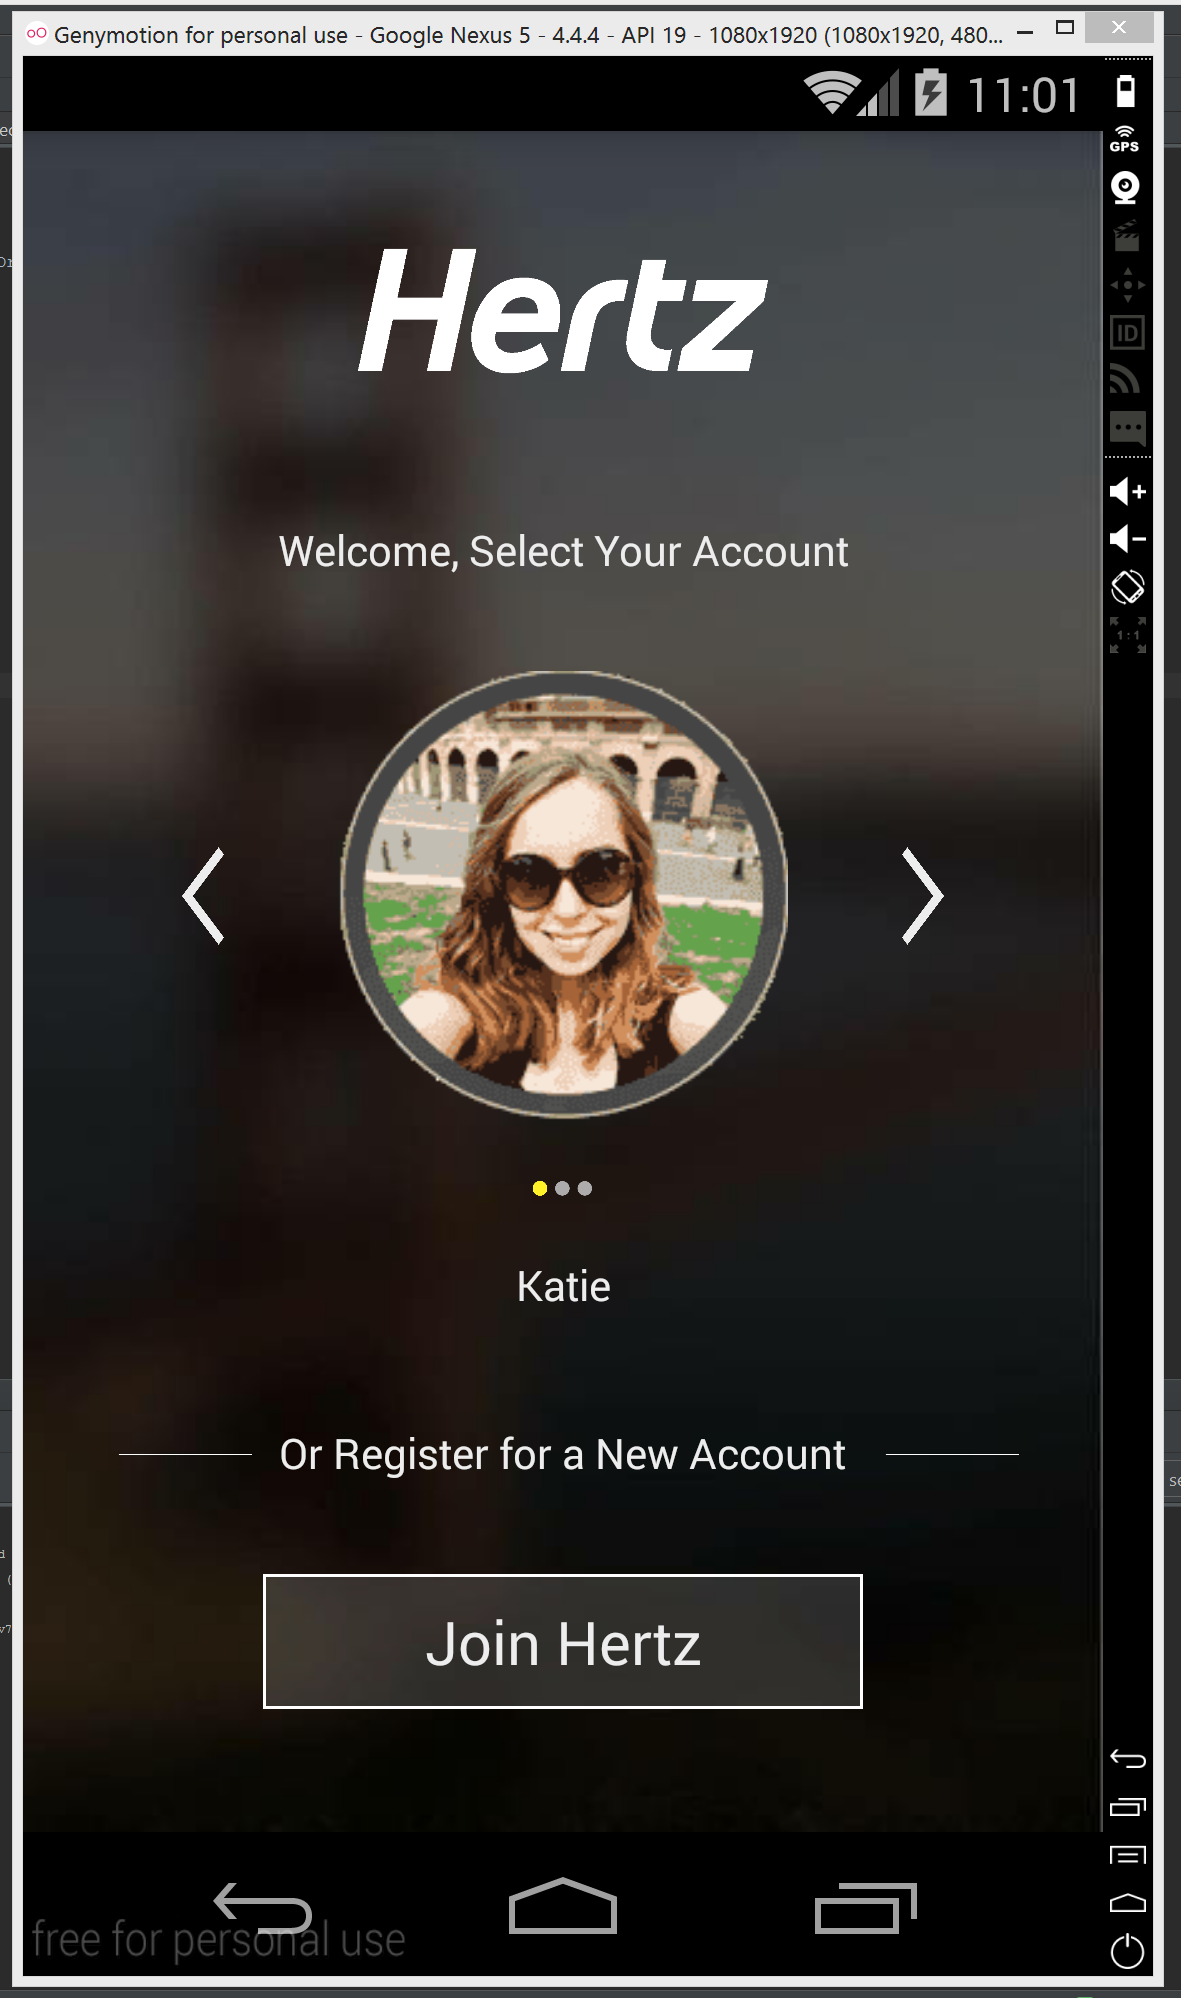 Genymotion for personal use - Google Nexus 5 - 4.4.4 - API 19 - 1080x1920 (1080x1920, 480...
11:01
GPS
ID
1:1
Hertz
Welcome, Select Your Account
Katie
Or Register for a New Account
Join Hertz
free for personal use